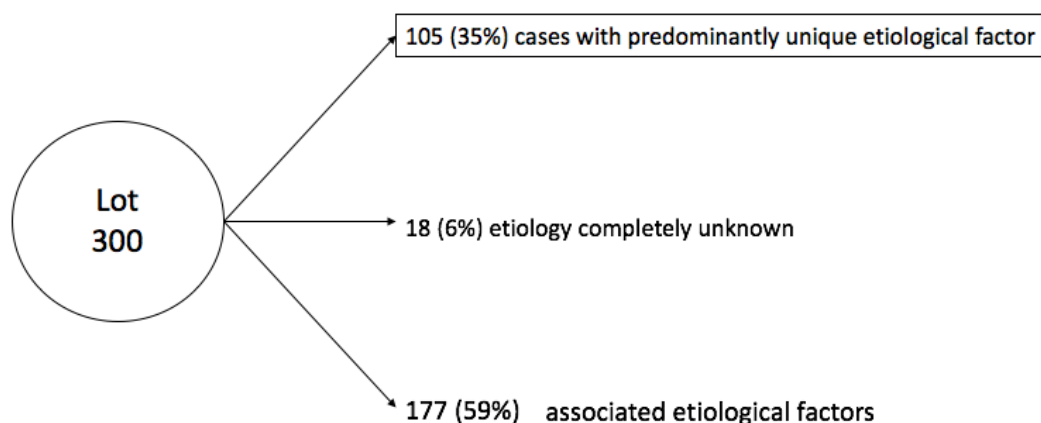 105 (35%) cases with predominantly unique etiological factor
Lot
300
18 (6%) etiology completely unknown
177 (59%) associated etiological factors